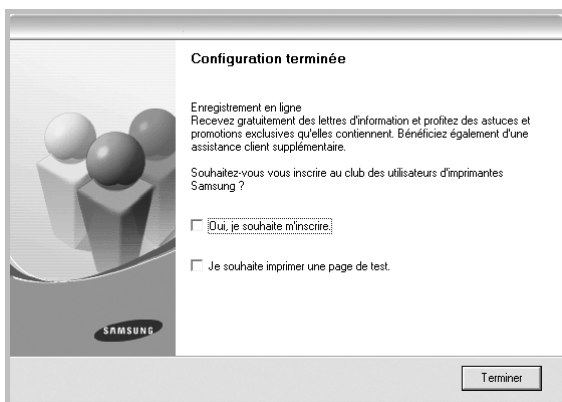 Configuration terminée
Enregistrement en ligne
Recevez gratuitement des lettres d'information et profitez des astuces et
promotions exclusives qu'elles contiennent. Bénéficiez également d'une
assistance client supplémentaire.
Souhaitez-vous vous inscrire au club des utilisateurs d'imprimantes
Samsung ?
Oui, je souhaite m'inscrire.
Je souhaite imprimer une page de test.
SAMSUNG
Terminer